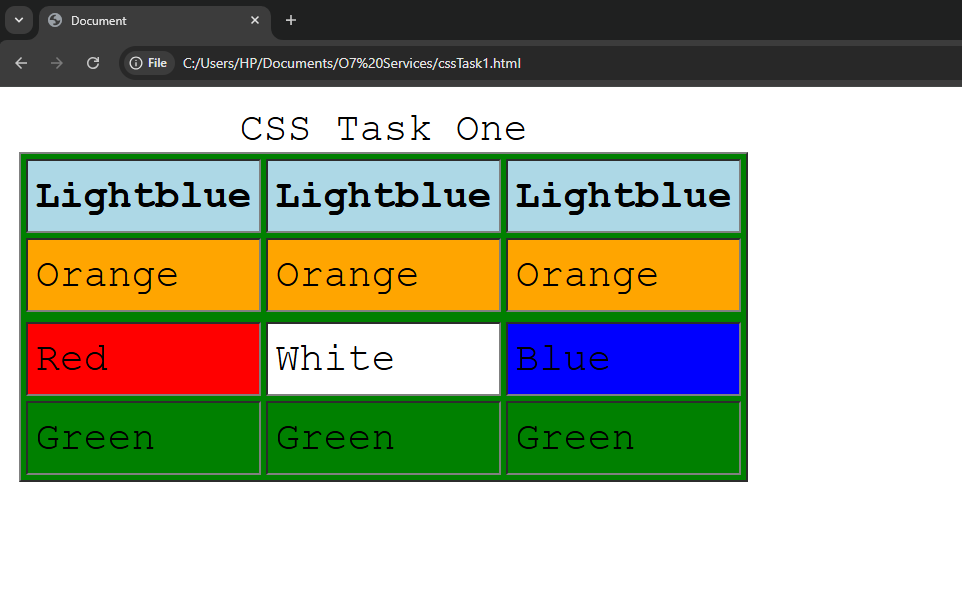 Document
File C:/Users/HP/Documents/O7%20Services/cssTask1.html
CSS Task One
Lightblue Lightblue Lightblue
Orange Orange Orange
Red White Blue
Green Green Green